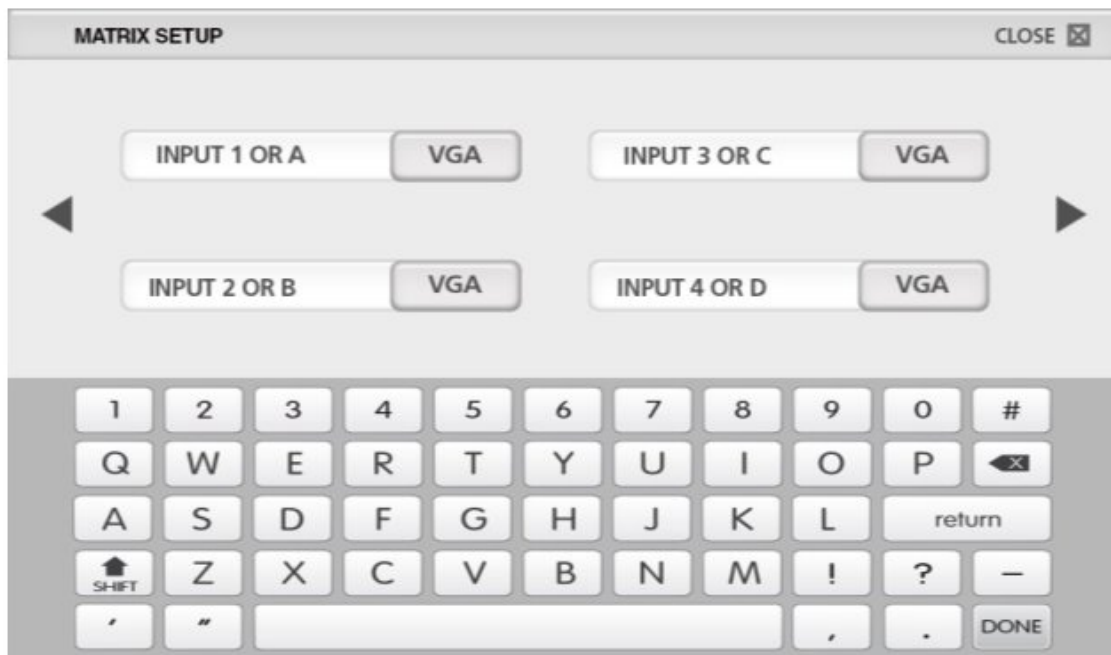 MATRIX SETUP CLOSE
INPUT 1 OR A VGA INPUT 3 OR C VGA
INPUT 2 OR B VGA INPUT 4 OR D VGA
1 2 3 4 5 6 7 8 9 0 #
Q W E R T Y U I O P
A S D F G H J K L return
SHIFT Z X C V B N M ! ? –
' " , . DONE